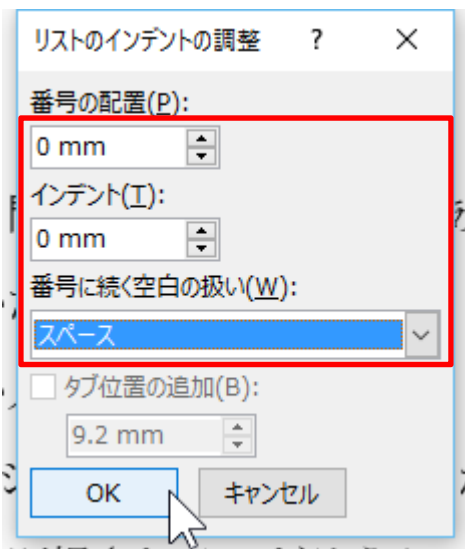 リストのインデントの調整 ? ×
番号の配置(P):
0 mm
インデント(T):
0 mm
番号に続く空白の扱い(W):
スペース
タブ位置の追加(B):
9.2 mm
OK キャンセル